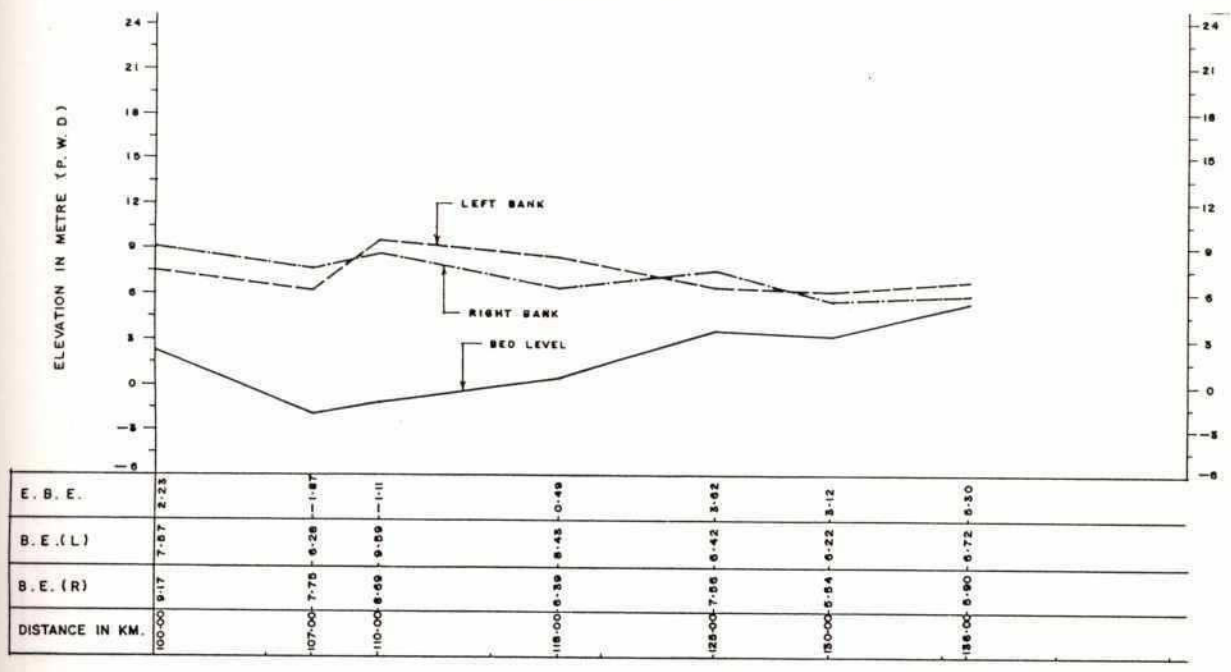 24
21
18
15
12
9
6
3
0
-3
-6
ELEVATION IN METRE (P.W.D)
24
21
18
15
12
9
6
3
0
-3
-6
LEFT BANK
RIGHT BANK
BED LEVEL
E.B.E. 2.23 -1.87 -1.11 0.49 3.62 3.12 5.30
B.E.(L) 7.57 6.26 9.59 8.43 6.42 6.22 6.72
B.E.(R) 9.17 7.75 8.69 6.39 7.55 5.54 5.90
DISTANCE IN KM. 100.00 107.00 110.00 118.00 125.00 130.00 136.00